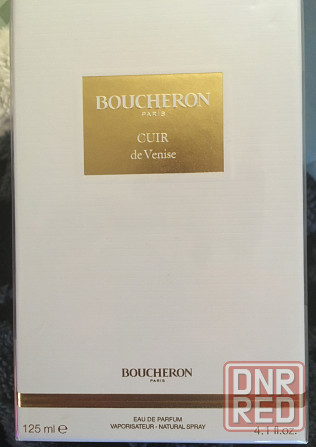 BOUCHERON
PARIS
CUIR
de Venise
BOUCHERON
PARIS
EAU DE PARFUM
125 ml ℮ VAPORISATEUR - NATURAL SPRAY 4.1 fl.oz.
DNR
RED